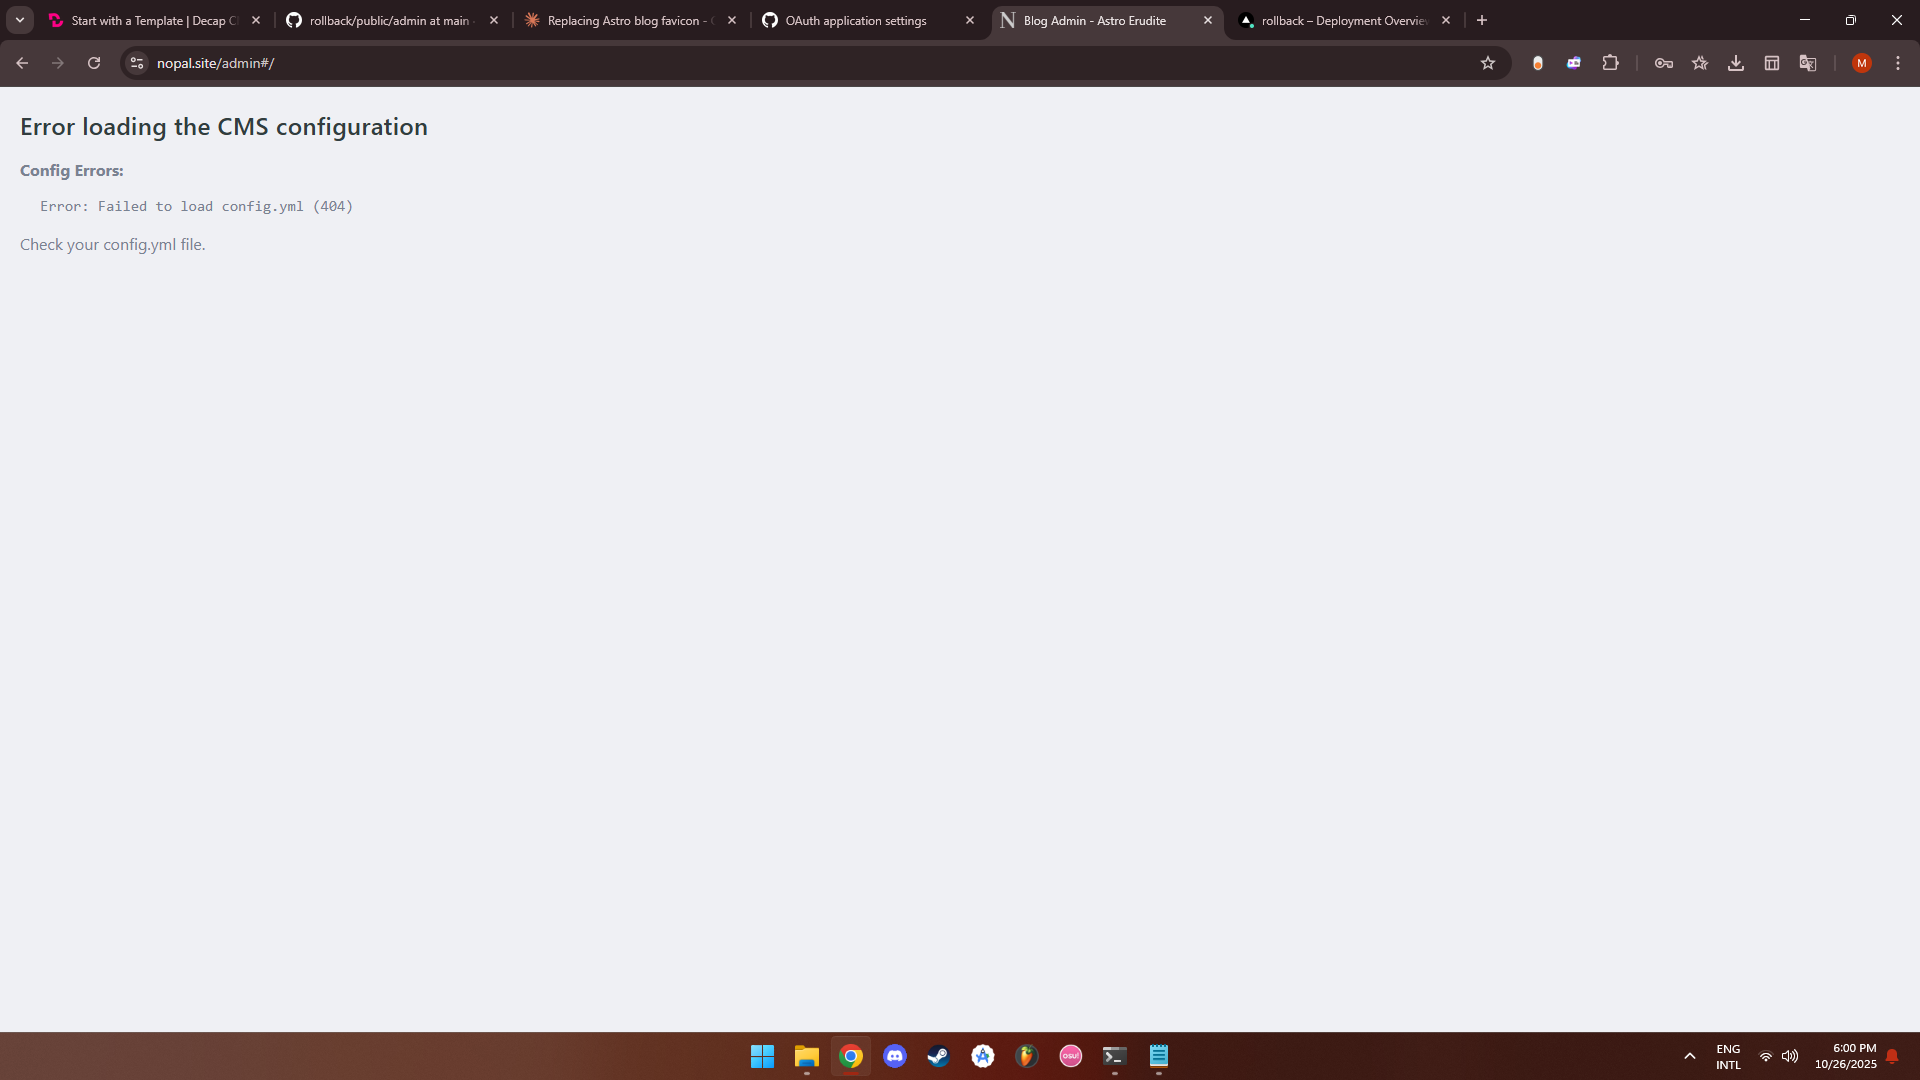 Start with a Template | Decap C
rollback/public/admin at main
Replacing Astro blog favicon -
OAuth application settings
Blog Admin - Astro Erudite
rollback – Deployment Overview
nopal.site/admin#/
M
Error loading the CMS configuration
Config Errors:
Error: Failed to load config.yml (404)
Check your config.yml file.
osu!
ENG
INTL
6:00 PM
10/26/2025